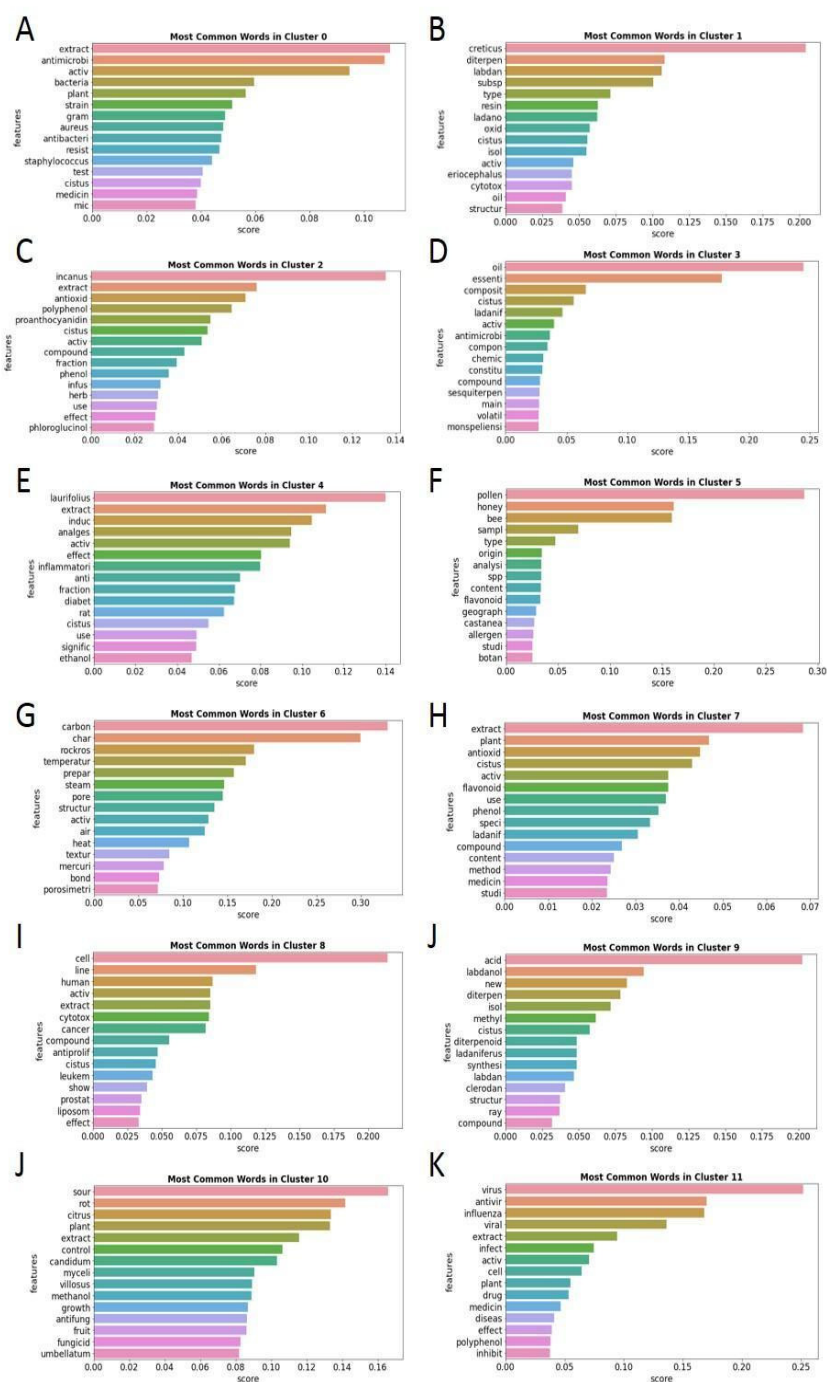 A
Most Common Words in Cluster 0
extract
antimicrobi
activ
bacteria
plant
strain
gram
aureus
antibacteri
resist
staphylococcus
test
cistus
medicin
mic
features
0.00 0.02 0.04 0.06 0.08 0.10
score
B
Most Common Words in Cluster 1
creticus
diterpen
labdan
subsp
type
resin
ladano
oxid
cistus
isol
activ
eriocephalus
cytotox
oil
structur
features
0.000 0.025 0.050 0.075 0.100 0.125 0.150 0.175 0.200
score
C
Most Common Words in Cluster 2
incanus
extract
antioxid
polyphenol
proanthocyanidin
cistus
activ
compound
fraction
phenol
infus
herb
use
effect
phloroglucinol
features
0.00 0.02 0.04 0.06 0.08 0.10 0.12 0.14
score
D
Most Common Words in Cluster 3
oil
essenti
composit
cistus
ladanif
activ
antimicrobi
compon
chemic
constitu
compound
sesquiterpen
main
volatil
monspeliensi
features
0.00 0.05 0.10 0.15 0.20 0.25
score
E
Most Common Words in Cluster 4
laurifolius
extract
induc
analges
activ
effect
inflammatori
anti
fraction
diabet
rat
cistus
use
signific
ethanol
features
0.00 0.02 0.04 0.06 0.08 0.10 0.12 0.14
score
F
Most Common Words in Cluster 5
pollen
honey
bee
sampl
type
origin
analysi
spp
content
flavonoid
geograph
castanea
allergen
studi
botan
features
0.00 0.05 0.10 0.15 0.20 0.25 0.30
score
G
Most Common Words in Cluster 6
carbon
char
rockros
temperatur
prepar
steam
pore
structur
activ
air
heat
textur
mercuri
bond
porosimetri
features
0.00 0.05 0.10 0.15 0.20 0.25 0.30
score
H
Most Common Words in Cluster 7
extract
plant
antioxid
cistus
activ
flavonoid
use
phenol
speci
ladanif
compound
content
method
medicin
studi
features
0.00 0.01 0.02 0.03 0.04 0.05 0.06 0.07
score
I
Most Common Words in Cluster 8
cell
line
human
activ
extract
cytotox
cancer
compound
antiprolif
cistus
leukem
show
prostat
liposom
effect
features
0.000 0.025 0.050 0.075 0.100 0.125 0.150 0.175 0.200
score
J
Most Common Words in Cluster 9
acid
labdanol
new
diterpen
isol
methyl
cistus
diterpenoid
ladaniferus
synthesi
labdan
clerodan
structur
ray
compound
features
0.000 0.025 0.050 0.075 0.100 0.125 0.150 0.175 0.200
score
J
Most Common Words in Cluster 10
sour
rot
citrus
plant
extract
control
candidum
myceli
villosus
methanol
growth
antifung
fruit
fungicid
umbellatum
features
0.00 0.02 0.04 0.06 0.08 0.10 0.12 0.14 0.16
score
K
Most Common Words in Cluster 11
virus
antivir
influenza
viral
extract
infect
activ
cell
plant
drug
medicin
diseas
effect
polyphenol
inhibit
features
0.00 0.05 0.10 0.15 0.20 0.25
score